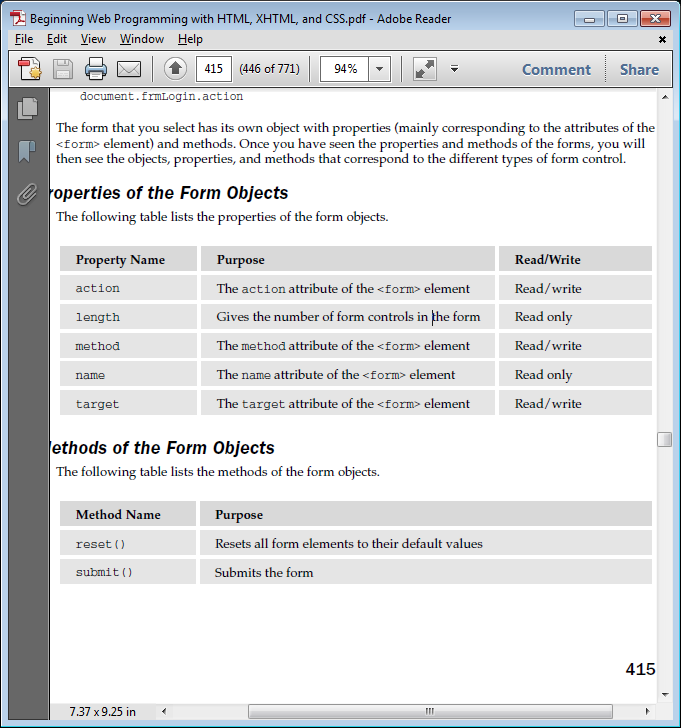 Beginning Web Programming with HTML, XHTML, and CSS.pdf - Adobe Reader
File Edit View Window Help
415 (446 of 771) 94% Comment Share
document.frmLogin.action
The form that you select has its own object with properties (mainly corresponding to the attributes of the
<form> element) and methods. Once you have seen the properties and methods of the forms, you will
then see the objects, properties, and methods that correspond to the different types of form control.
roperties of the Form Objects
The following table lists the properties of the form objects.
Property Name Purpose Read/Write
action The action attribute of the <form> element Read/write
length Gives the number of form controls in the form Read only
method The method attribute of the <form> element Read/write
name The name attribute of the <form> element Read only
target The target attribute of the <form> element Read/write
ethods of the Form Objects
The following table lists the methods of the form objects.
Method Name Purpose
reset() Resets all form elements to their default values
submit() Submits the form
415
7.37 x 9.25 in